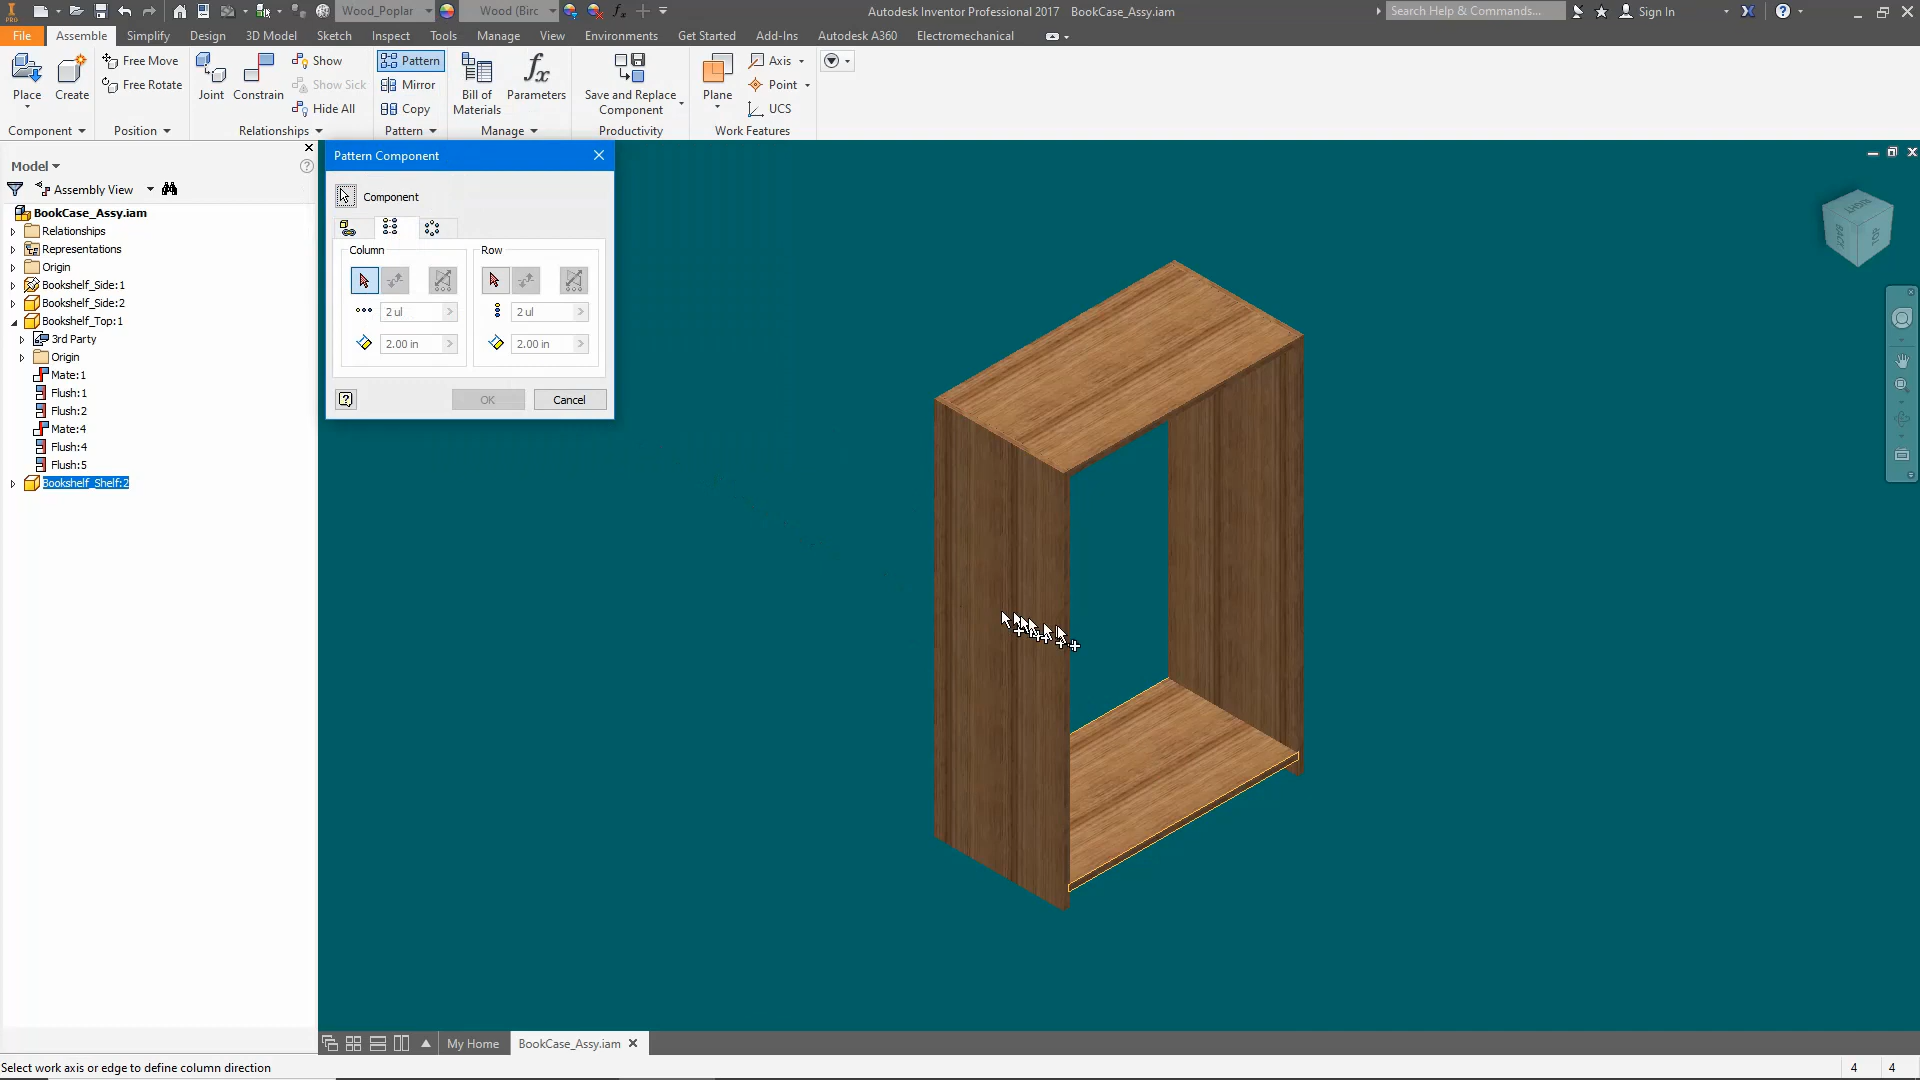 PRO
Wood_Poplar
Wood (Birc
Autodesk Inventor Professional 2017   BookCase_Assy.iam
Search Help & Commands...
Sign In
File
Assemble
Simplify
Design
3D Model
Sketch
Inspect
Tools
Manage
View
Environments
Get Started
Add-Ins
Autodesk A360
Electromechanical
Place
Create
Free Move
Free Rotate
Joint
Constrain
Show
Show Sick
Hide All
Pattern
Mirror
Copy
Bill of
Materials
fx
Parameters
Save and Replace
Component
Plane
Axis
Point
UCS
Component
Position
Relationships
Pattern
Manage
Productivity
Work Features
Model
Assembly View
BookCase_Assy.iam
Relationships
Representations
Origin
Bookshelf_Side:1
Bookshelf_Side:2
Bookshelf_Top:1
3rd Party
Origin
Mate:1
Flush:1
Flush:2
Mate:4
Flush:4
Flush:5
Bookshelf_Shelf:2
Pattern Component
Component
Column
Row
2 ul
2 ul
2.00 in
2.00 in
OK
Cancel
RIGHT
BACK
TOP
My Home
BookCase_Assy.iam
Select work axis or edge to define column direction
4
4